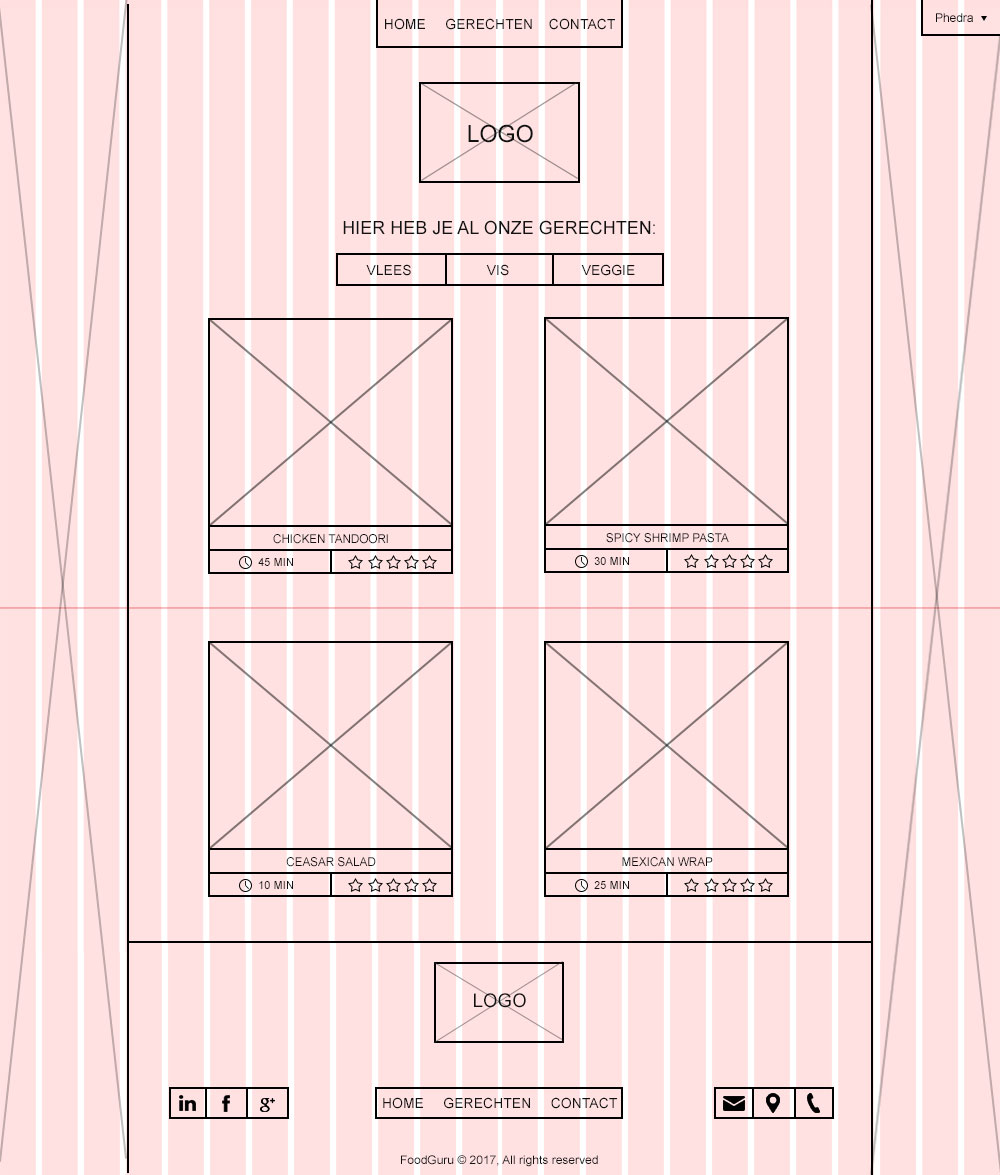 HOME GERECHTEN CONTACT
Phedra
LOGO
HIER HEB JE AL ONZE GERECHTEN:
VLEES VIS VEGGIE
CHICKEN TANDOORI
45 MIN
SPICY SHRIMP PASTA
30 MIN
CEASAR SALAD
10 MIN
MEXICAN WRAP
25 MIN
LOGO
in f g+
HOME GERECHTEN CONTACT
FoodGuru © 2017, All rights reserved